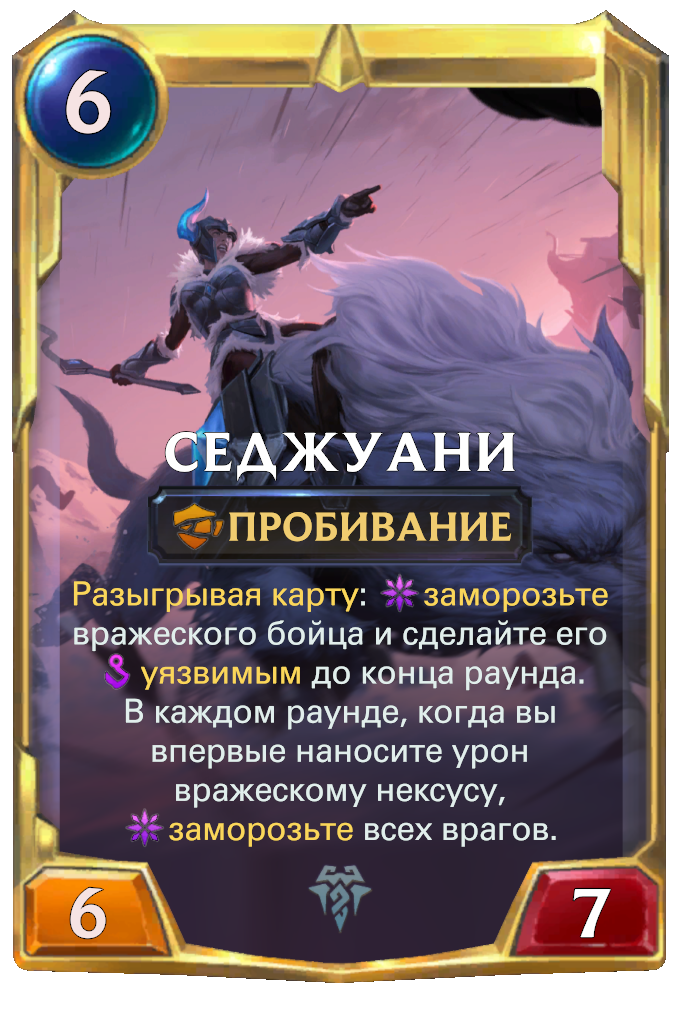 6
СЕДЖУАНИ
ПРОБИВАНИЕ
Разыгрывая карту: заморозьте
вражеского бойца и сделайте его
уязвимым до конца раунда.
В каждом раунде, когда вы
впервые наносите урон
вражескому нексусу,
заморозьте всех врагов.
6
7